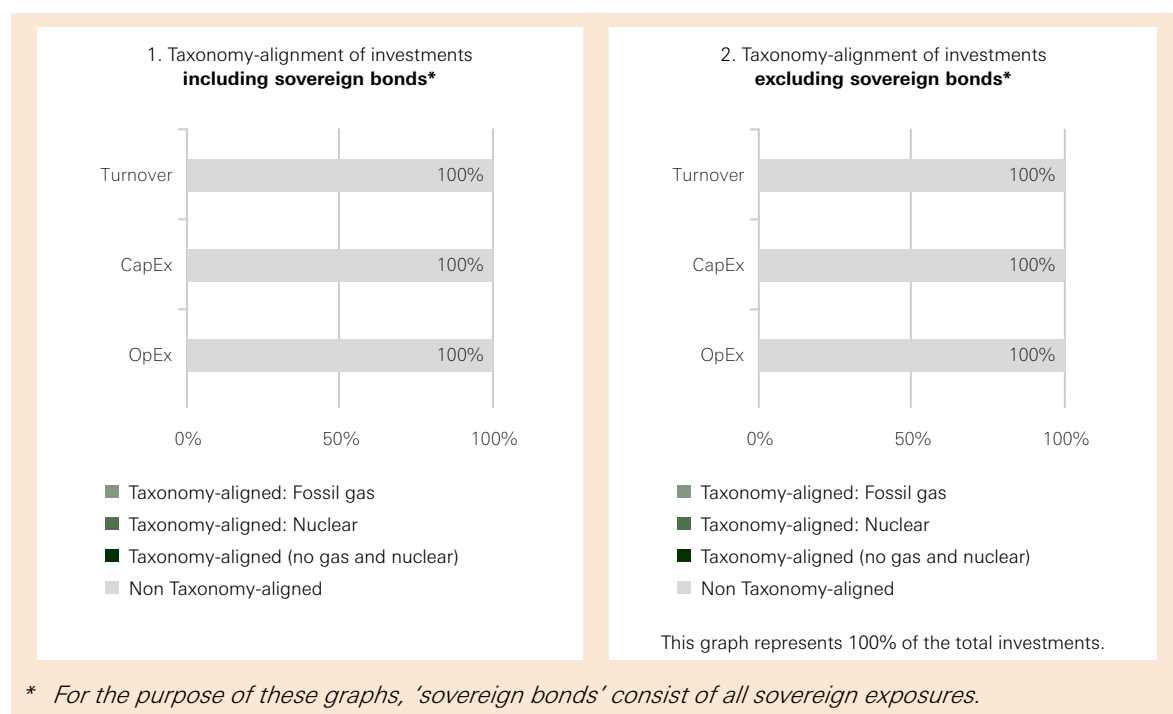 1. Taxonomy-alignment of investments
including sovereign bonds*
Turnover
100%
CapEx
100%
OpEx
100%
0%
50%
100%
Taxonomy-aligned: Fossil gas
Taxonomy-aligned: Nuclear
Taxonomy-aligned (no gas and nuclear)
Non Taxonomy-aligned
2. Taxonomy-alignment of investments
excluding sovereign bonds*
Turnover
100%
CapEx
100%
OpEx
100%
0%
50%
100%
Taxonomy-aligned: Fossil gas
Taxonomy-aligned: Nuclear
Taxonomy-aligned (no gas and nuclear)
Non Taxonomy-aligned
This graph represents 100% of the total investments.
* For the purpose of these graphs, ‘sovereign bonds’ consist of all sovereign exposures.